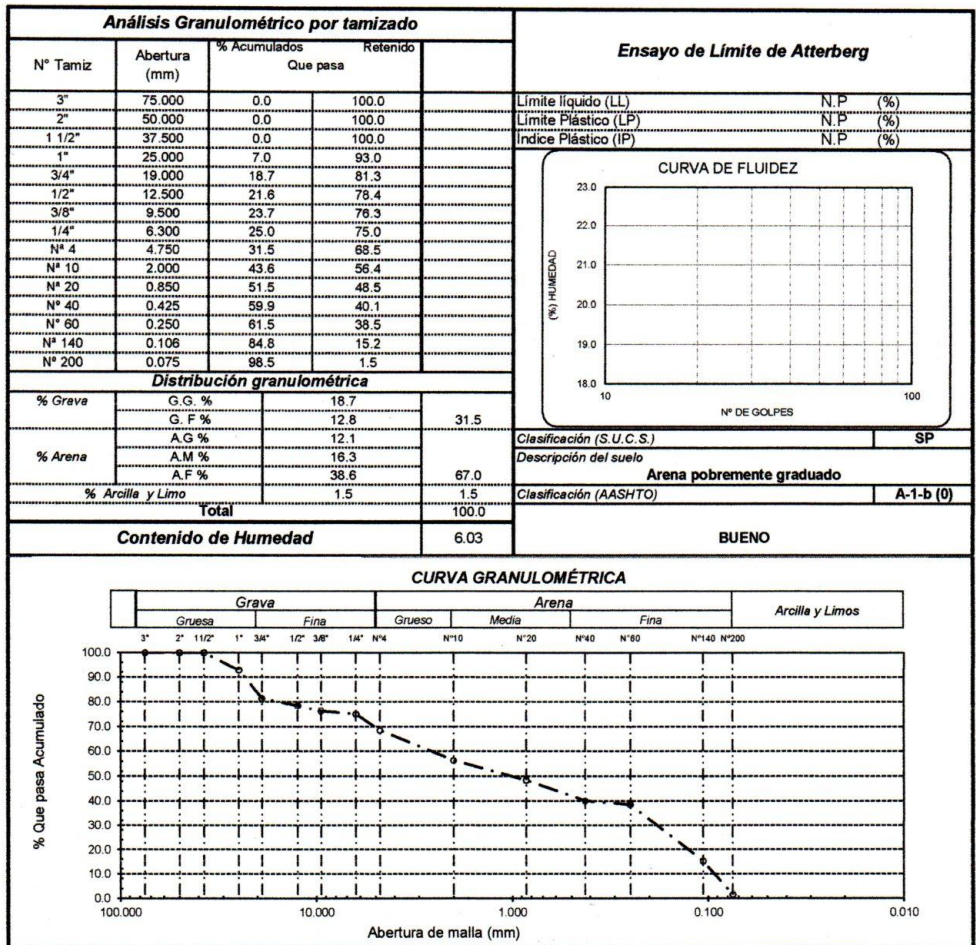 Análisis Granulométrico por tamizado
N° Tamiz Abertura (mm) % Acumulados Retenido Que pasa
3" 75.000 0.0 100.0
2" 50.000 0.0 100.0
1 1/2" 37.500 0.0 100.0
1" 25.000 7.0 93.0
3/4" 19.000 18.7 81.3
1/2" 12.500 21.6 78.4
3/8" 9.500 23.7 76.3
1/4" 6.300 25.0 75.0
Nª 4 4.750 31.5 68.5
Nª 10 2.000 43.6 56.4
Nª 20 0.850 51.5 48.5
Nº 40 0.425 59.9 40.1
N° 60 0.250 61.5 38.5
Nª 140 0.106 84.8 15.2
Nº 200 0.075 98.5 1.5
Distribución granulométrica
% Grava G.G. % 18.7
G. F % 12.8 31.5
A.G % 12.1
% Arena A.M % 16.3
A.F % 38.6 67.0
% Arcilla y Limo 1.5 1.5
Total 100.0
Contenido de Humedad 6.03
Ensayo de Límite de Atterberg
Límite líquido (LL) N.P (%)
Límite Plástico (LP) N.P (%)
Indice Plástico (IP) N.P (%)
CURVA DE FLUIDEZ
23.0
22.0
21.0
20.0
19.0
18.0
(%) HUMEDAD
10 100
Nº DE GOLPES
Clasificación (S.U.C.S.) SP
Descripción del suelo
Arena pobremente graduado
Clasificación (AASHTO) A-1-b (0)
BUENO
CURVA GRANULOMÉTRICA
Grava Arena Arcilla y Limos
Gruesa Fina Grueso Media Fina
3" 2" 11/2" 1" 3/4" 1/2" 3/8" 1/4" N°4 N°10 N°20 N°40 N°60 N°140 N°200
100.0
90.0
80.0
70.0
60.0
50.0
40.0
30.0
20.0
10.0
0.0
% Que pasa Acumulado
100.000 10.000 1.000 0.100 0.010
Abertura de malla (mm)